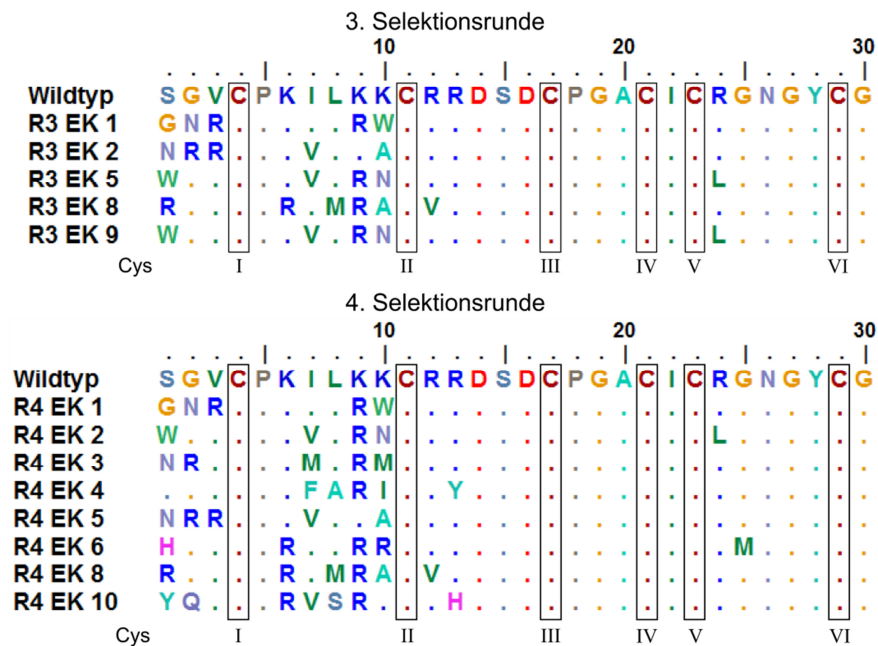 3. Selektionsrunde
10 20 30
. . . . | . . . . | . . . . | . . . . | . . . . | . . . . |
Wildtyp S G V C P K I L K K C R R D S D C P G A C I C R G N G Y C G
R3 EK 1 G N R . . . . . R W . . . . . . . . . . . . . . . . . . . .
R3 EK 2 N R R . . . V . . A . . . . . . . . . . . . . . . . . . . .
R3 EK 5 W . . . . . V . R N . . . . . . . . . . . . . L . . . . . .
R3 EK 8 R . . . . R . M R A . V . . . . . . . . . . . . . . . . . .
R3 EK 9 W . . . . . V . R N . . . . . . . . . . . . . L . . . . . .
Cys I II III IV V VI
4. Selektionsrunde
10 20 30
. . . . | . . . . | . . . . | . . . . | . . . . | . . . . |
Wildtyp S G V C P K I L K K C R R D S D C P G A C I C R G N G Y C G
R4 EK 1 G N R . . . . . R W . . . . . . . . . . . . . . . . . . . .
R4 EK 2 W . . . . . V . R N . . . . . . . . . . . . . L . . . . . .
R4 EK 3 N R . . . . M . R M . . . . . . . . . . . . . . . . . . . .
R4 EK 4 . . . . . . F A R I . . Y . . . . . . . . . . . . . . . . .
R4 EK 5 N R R . . . V . . A . . . . . . . . . . . . . . . . . . . .
R4 EK 6 H . . . . R . . R R . . . . . . . . . . . . . . M . . . . .
R4 EK 8 R . . . . R . M R A . V . . . . . . . . . . . . . . . . . .
R4 EK 10 Y Q . . . R V S R . . . H . . . . . . . . . . . . . . . . .
Cys I II III IV V VI